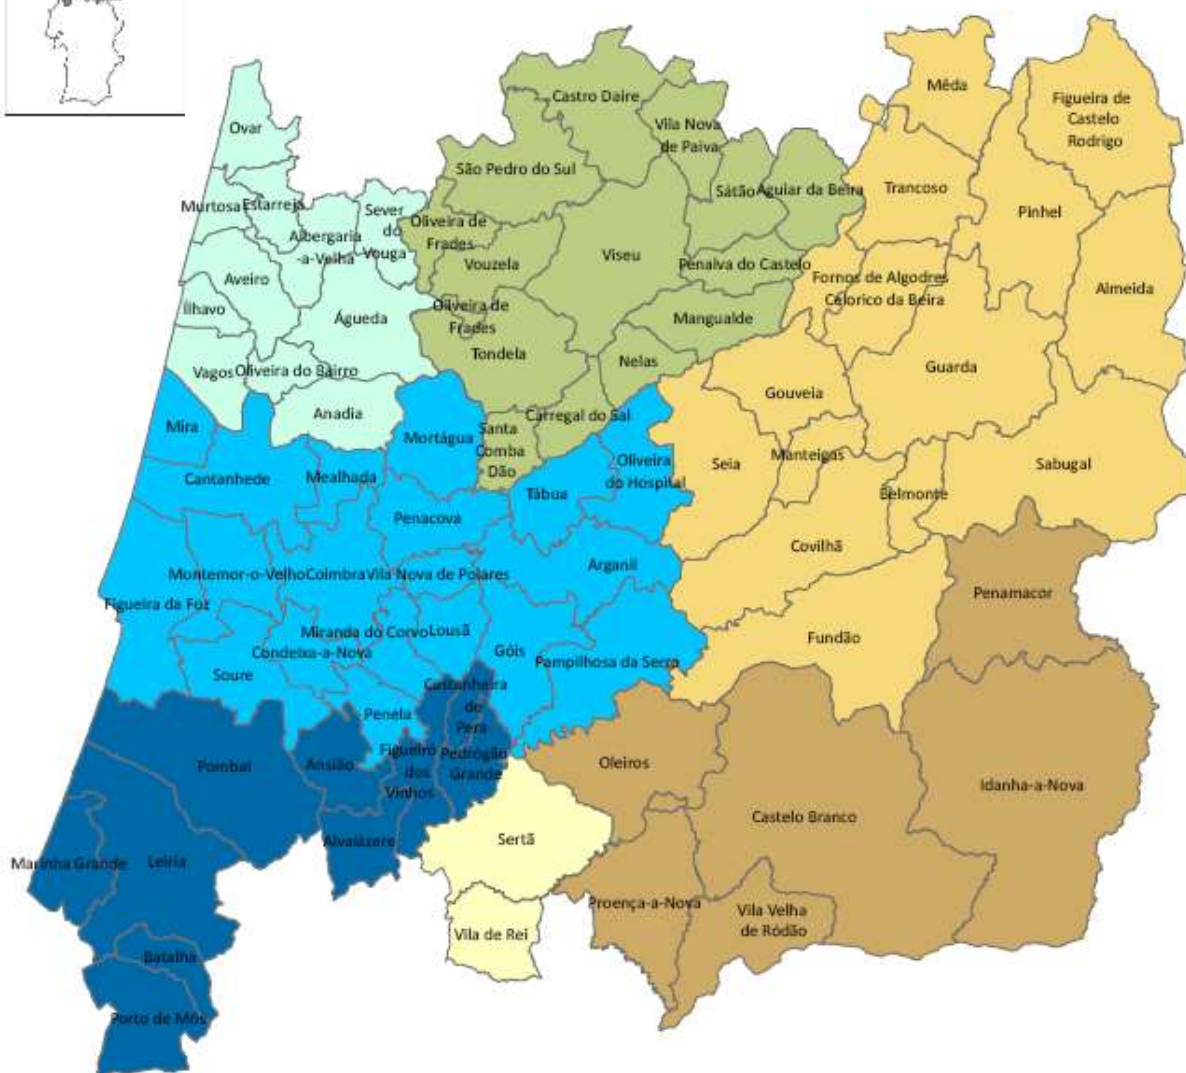 Ovar
Castro Daire
Mêda
Figueira de
Castelo
Rodrigo
Vila Nova
de Paiva
São Pedro do Sul
Sátão
Aguiar da Beira
Trancoso
Pinhel
Murtosa
Estarreja
Sever
do
Vouga
Albergaria
-a-Velha
Oliveira de
Frades
Vouzela
Viseu
Penalva do Castelo
Fornos de Algodres
Celorico da Beira
Almeida
Aveiro
Ílhavo
Águeda
Oliveira de
Frades
Tondela
Mangualde
Nelas
Guarda
Vagos
Oliveira do Bairro
Anadia
Gouveia
Mira
Mortágua
Santa
Comba
Dão
Carregal do Sal
Oliveira
do Hospital
Seia
Manteigas
Sabugal
Cantanhede
Mealhada
Tábua
Belmonte
Penacova
Covilhã
Arganil
Montemor-o-Velho
Coimbra
Vila Nova de Poiares
Penamacor
Figueira da Foz
Miranda do Corvo
Lousã
Condeixa-a-Nova
Góis
Pampilhosa da Serra
Fundão
Soure
Castanheira
de
Pera
Penela
Pombal
Ansião
Figueiro
dos
Vinhos
Pedrógão
Grande
Oleiros
Idanha-a-Nova
Castelo Branco
Alvaiázere
Sertã
Marinha Grande
Leiria
Proença-a-Nova
Vila Velha
de Ródão
Vila de Rei
Batalha
Porto de Mós